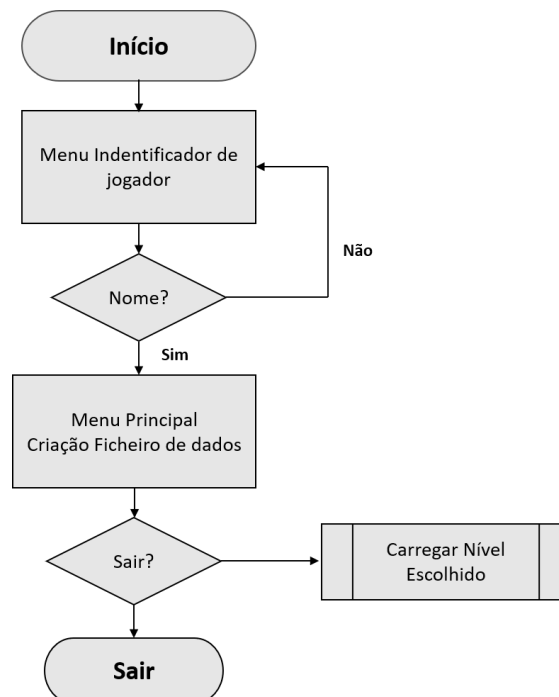 Início
Menu Indentificador de
jogador
Não
Nome?
Sim
Menu Principal
Criação Ficheiro de dados
Sair?
Carregar Nível
Escolhido
Sair